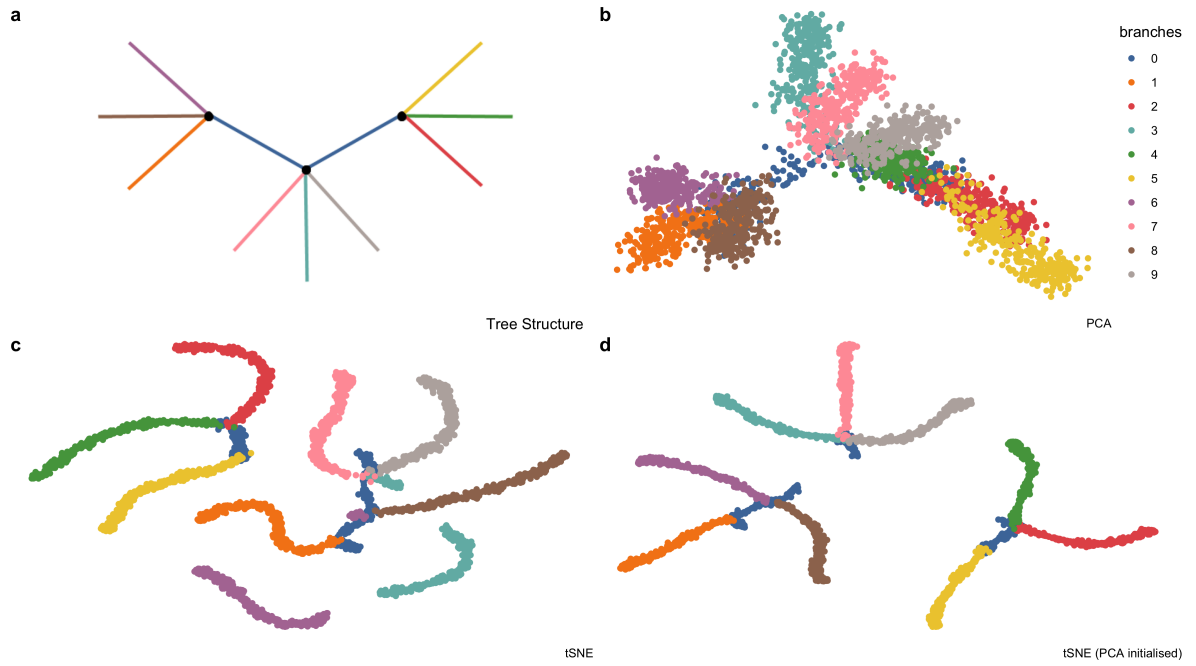 a
b
branches
0
1
2
3
4
5
6
7
8
9
Tree Structure
PCA
c
d
tSNE
tSNE (PCA initialised)